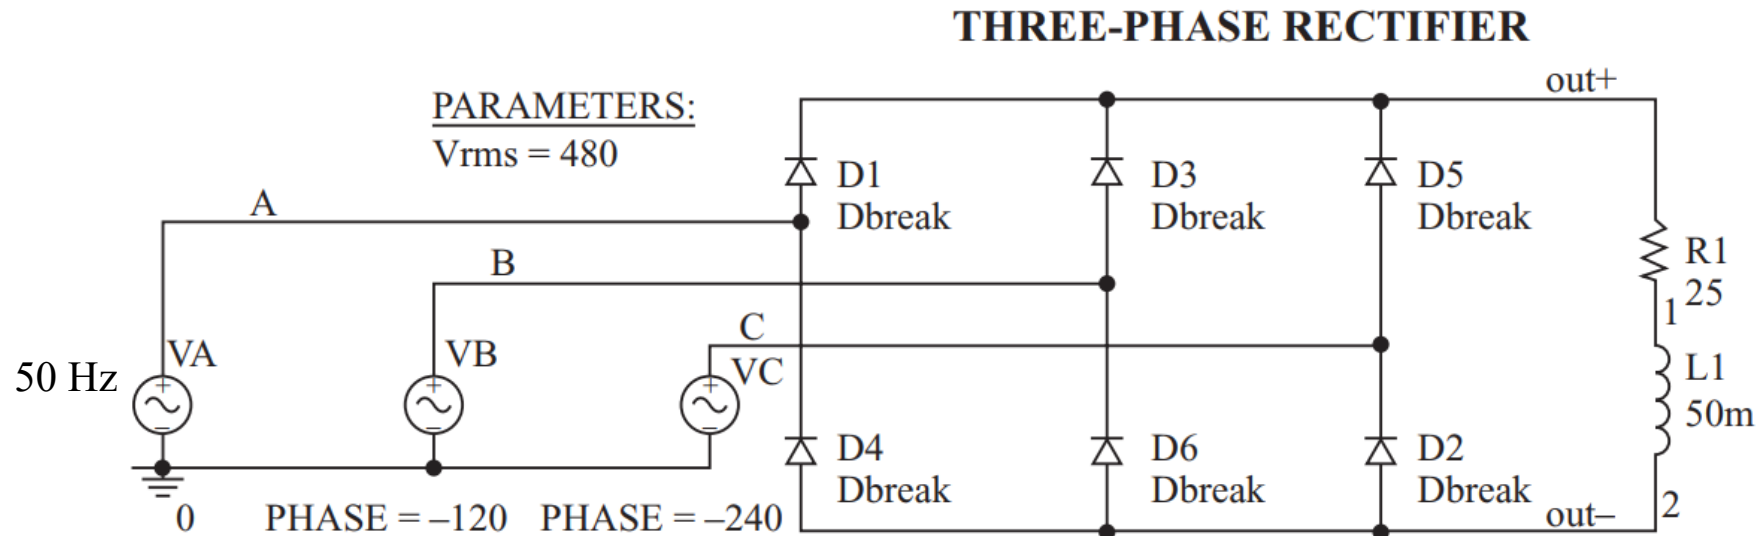 THREE-PHASE RECTIFIER
out+
PARAMETERS:
Vrms = 480
A
D1
Dbreak
D3
Dbreak
D5
Dbreak
B
R1
25
1
C
VA
VB
VC
50 Hz
L1
50m
D4
Dbreak
D6
Dbreak
D2
Dbreak
0
PHASE = –120
PHASE = –240
out–
2